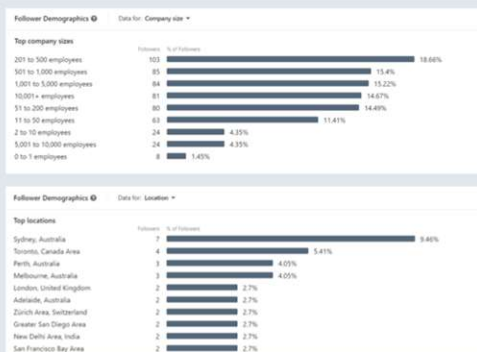 Follower Demographics ? Data for: Company size
Top company sizes
Followers % of Followers
201 to 500 employees 103 18.66%
501 to 1,000 employees 85 15.4%
1,001 to 5,000 employees 84 15.22%
10,001+ employees 81 14.67%
51 to 200 employees 80 14.49%
11 to 50 employees 63 11.41%
2 to 10 employees 24 4.35%
5,001 to 10,000 employees 24 4.35%
0 to 1 employees 8 1.45%
Follower Demographics ? Data for: Location
Top locations
Followers % of Followers
Sydney, Australia 7 9.46%
Toronto, Canada Area 4 5.41%
Perth, Australia 3 4.05%
Melbourne, Australia 3 4.05%
London, United Kingdom 2 2.7%
Adelaide, Australia 2 2.7%
Zürich Area, Switzerland 2 2.7%
Greater San Diego Area 2 2.7%
New Delhi Area, India 2 2.7%
San Francisco Bay Area 2 2.7%